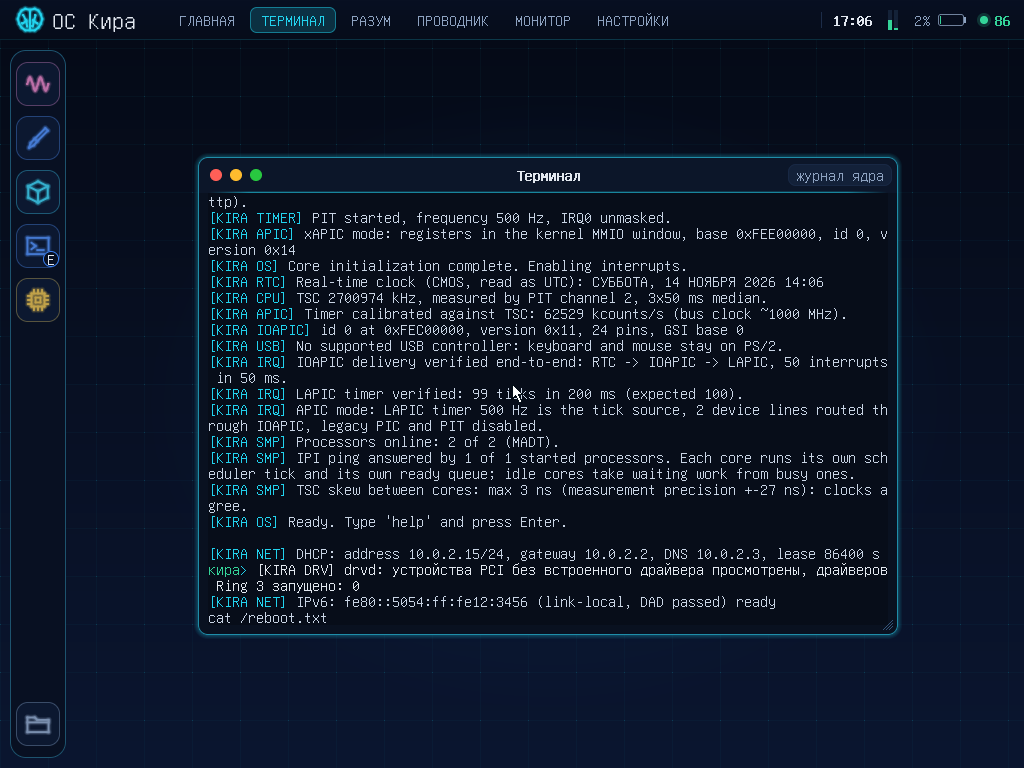 ОС Кира
ГЛАВНАЯ ТЕРМИНАЛ РАЗУМ ПРОВОДНИК МОНИТОР НАСТРОЙКИ
17:06 2% 86
E
Терминал
журнал ядра
ttp).
[KIRA TIMER] PIT started, frequency 500 Hz, IRQ0 unmasked.
[KIRA APIC] xAPIC mode: registers in the kernel MMIO window, base 0xFEE00000, id 0, v
ersion 0x14
[KIRA OS] Core initialization complete. Enabling interrupts.
[KIRA RTC] Real-time clock (CMOS, read as UTC): СУББОТА, 14 НОЯБРЯ 2026 14:06
[KIRA CPU] TSC 2700974 kHz, measured by PIT channel 2, 3x50 ms median.
[KIRA APIC] Timer calibrated against TSC: 62529 kcounts/s (bus clock ~1000 MHz).
[KIRA IOAPIC] id 0 at 0xFEC00000, version 0x11, 24 pins, GSI base 0
[KIRA USB] No supported USB controller: keyboard and mouse stay on PS/2.
[KIRA IRQ] IOAPIC delivery verified end-to-end: RTC -> IOAPIC -> LAPIC, 50 interrupts
in 50 ms.
[KIRA IRQ] LAPIC timer verified: 99 ticks in 200 ms (expected 100).
[KIRA IRQ] APIC mode: LAPIC timer 500 Hz is the tick source, 2 device lines routed th
rough IOAPIC, legacy PIC and PIT disabled.
[KIRA SMP] Processors online: 2 of 2 (MADT).
[KIRA SMP] IPI ping answered by 1 of 1 started processors. Each core runs its own sch
eduler tick and its own ready queue; idle cores take waiting work from busy ones.
[KIRA SMP] TSC skew between cores: max 3 ns (measurement precision +-27 ns): clocks a
gree.
[KIRA OS] Ready. Type 'help' and press Enter.
[KIRA NET] DHCP: address 10.0.2.15/24, gateway 10.0.2.2, DNS 10.0.2.3, lease 86400 s
кира> [KIRA DRV] drvd: устройства PCI без встроенного драйвера просмотрены, драйверов
Ring 3 запущено: 0
[KIRA NET] IPv6: fe80::5054:ff:fe12:3456 (link-local, DAD passed) ready
cat /reboot.txt